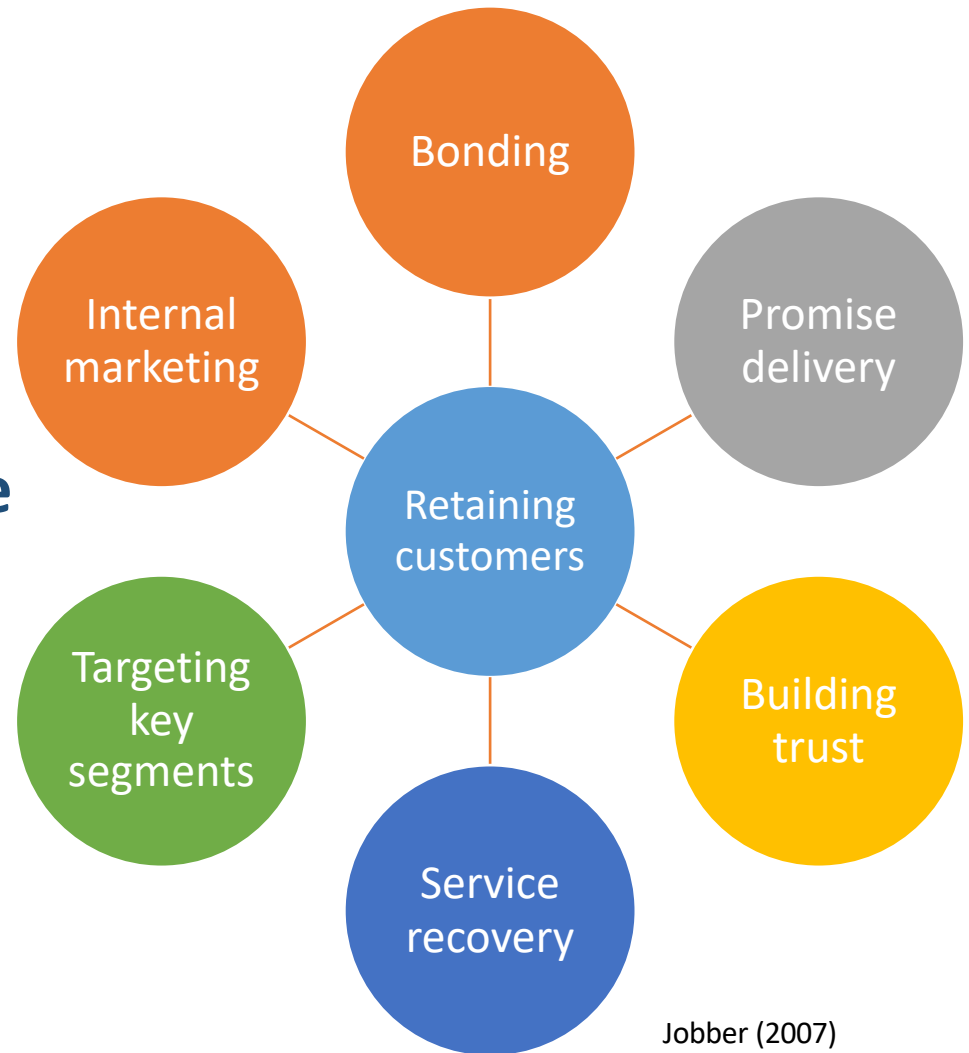 Bonding
Internal
marketing
Promise
delivery
e
Retaining
customers
Targeting
key
segments
Building
trust
Service
recovery
Jobber (2007)